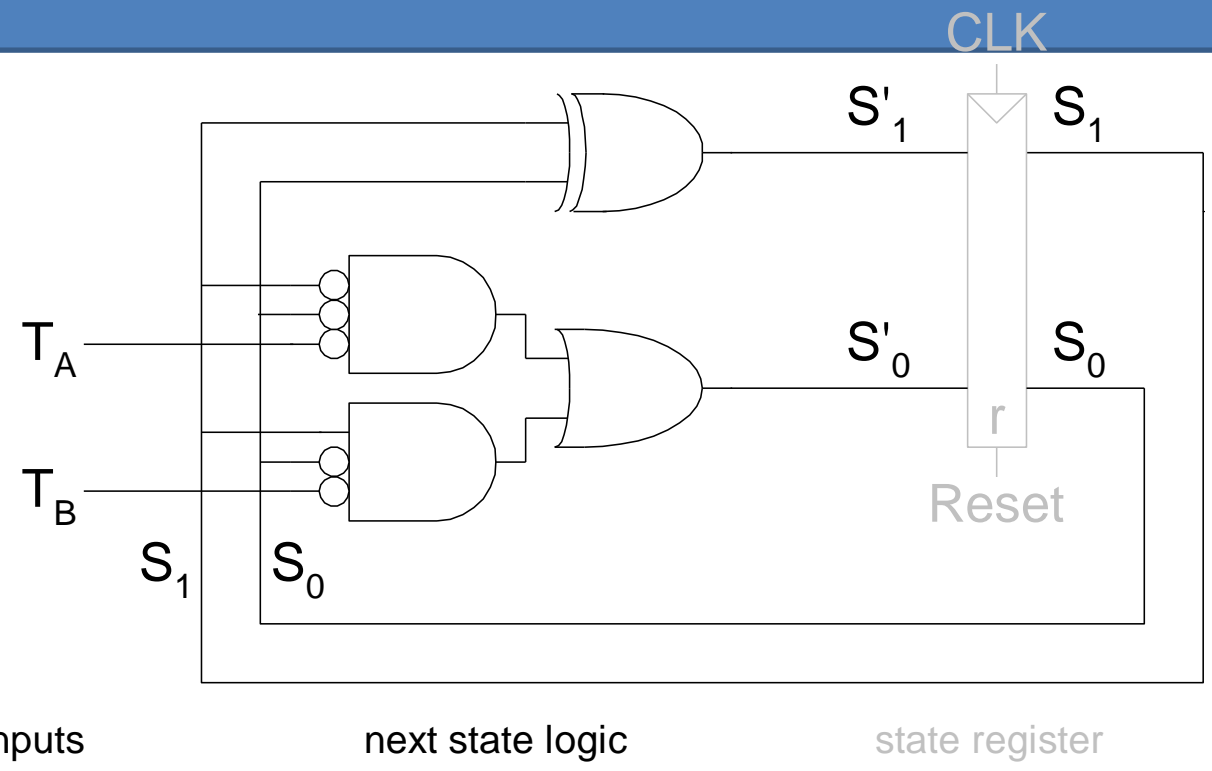 CLK
S'1 S1
TA
S'0 S0
r
TB
Reset
S1 S0
nputs next state logic state register